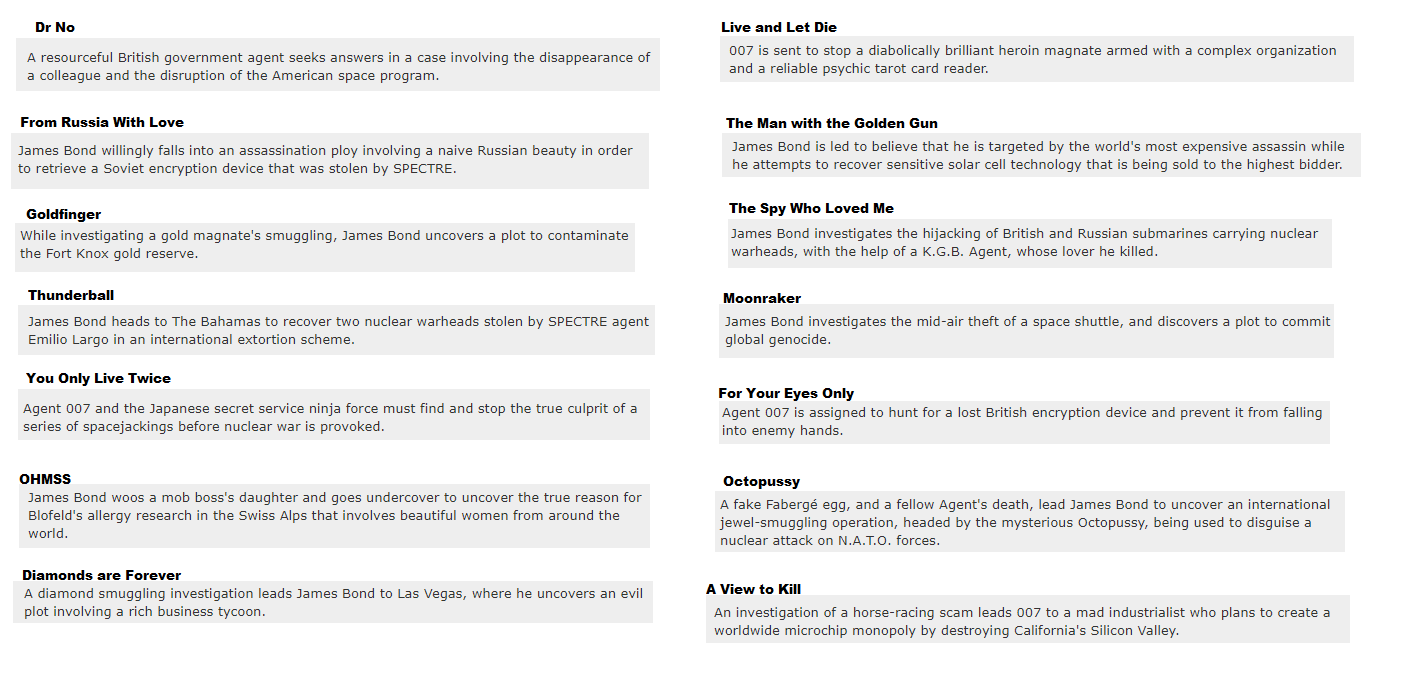 Dr No
A resourceful British government agent seeks answers in a case involving the disappearance of
a colleague and the disruption of the American space program.
From Russia With Love
James Bond willingly falls into an assassination ploy involving a naive Russian beauty in order
to retrieve a Soviet encryption device that was stolen by SPECTRE.
Goldfinger
While investigating a gold magnate's smuggling, James Bond uncovers a plot to contaminate
the Fort Knox gold reserve.
Thunderball
James Bond heads to The Bahamas to recover two nuclear warheads stolen by SPECTRE agent
Emilio Largo in an international extortion scheme.
You Only Live Twice
Agent 007 and the Japanese secret service ninja force must find and stop the true culprit of a
series of spacejackings before nuclear war is provoked.
OHMSS
James Bond woos a mob boss's daughter and goes undercover to uncover the true reason for
Blofeld's allergy research in the Swiss Alps that involves beautiful women from around the
world.
Diamonds are Forever
A diamond smuggling investigation leads James Bond to Las Vegas, where he uncovers an evil
plot involving a rich business tycoon.
Live and Let Die
007 is sent to stop a diabolically brilliant heroin magnate armed with a complex organization
and a reliable psychic tarot card reader.
The Man with the Golden Gun
James Bond is led to believe that he is targeted by the world's most expensive assassin while
he attempts to recover sensitive solar cell technology that is being sold to the highest bidder.
The Spy Who Loved Me
James Bond investigates the hijacking of British and Russian submarines carrying nuclear
warheads, with the help of a K.G.B. Agent, whose lover he killed.
Moonraker
James Bond investigates the mid-air theft of a space shuttle, and discovers a plot to commit
global genocide.
For Your Eyes Only
Agent 007 is assigned to hunt for a lost British encryption device and prevent it from falling
into enemy hands.
Octopussy
A fake Fabergé egg, and a fellow Agent's death, lead James Bond to uncover an international
jewel-smuggling operation, headed by the mysterious Octopussy, being used to disguise a
nuclear attack on N.A.T.O. forces.
A View to Kill
An investigation of a horse-racing scam leads 007 to a mad industrialist who plans to create a
worldwide microchip monopoly by destroying California's Silicon Valley.